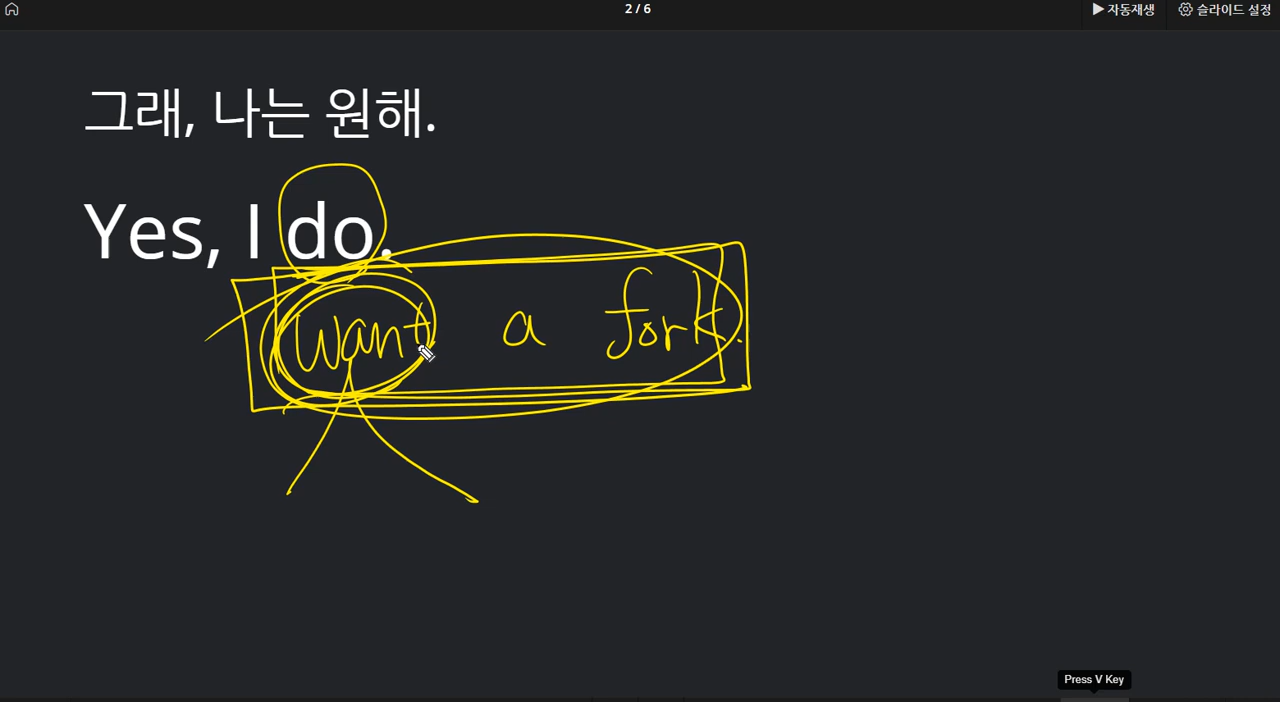 2 / 6
자동재생
슬라이드 설정
그래, 나는 원해.
Yes, I do.
want a fork.
Press V Key